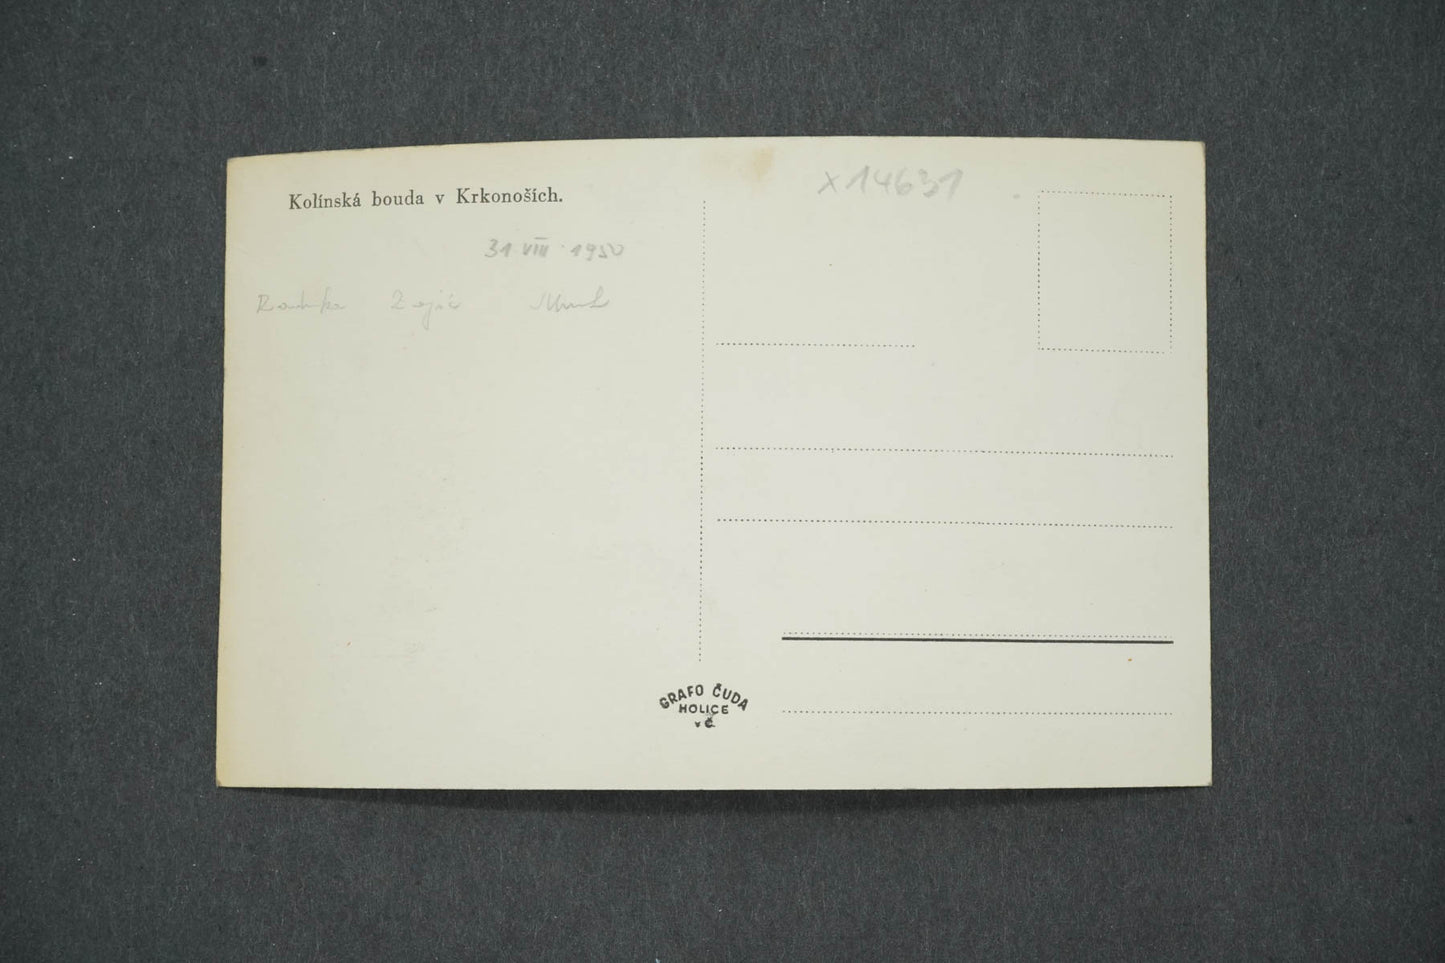 Kolínská bouda v Krkonoších.
x14631
31 VIII 1950
GRAFO ČUDA
HOLICE
v Č.